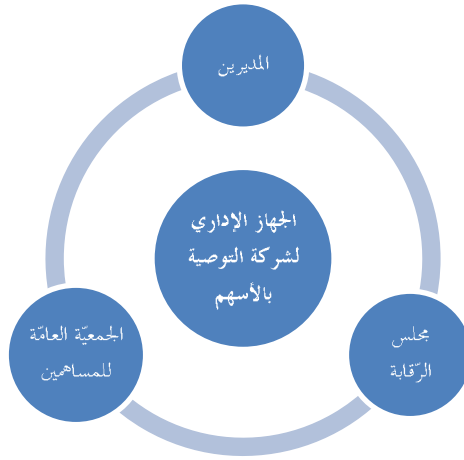 المديرين
الجهاز الإداري
لشركة التوصية
بالأسهم
مجلس
الرّقابة
الجمعيّة العامّة
للمساهمين